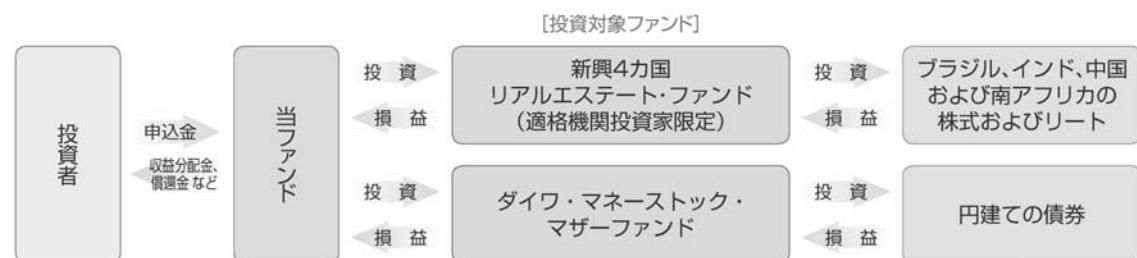 [投資対象ファンド]
投資者
申込金
収益分配金、
償還金 など
当ファンド
投 資
損 益
新興4カ国
リアルエステート・ファンド
(適格機関投資家限定)
投 資
損 益
ブラジル、インド、中国
および南アフリカの
株式およびリート
投 資
損 益
ダイワ・マネーストック・
マザーファンド
投 資
損 益
円建ての債券